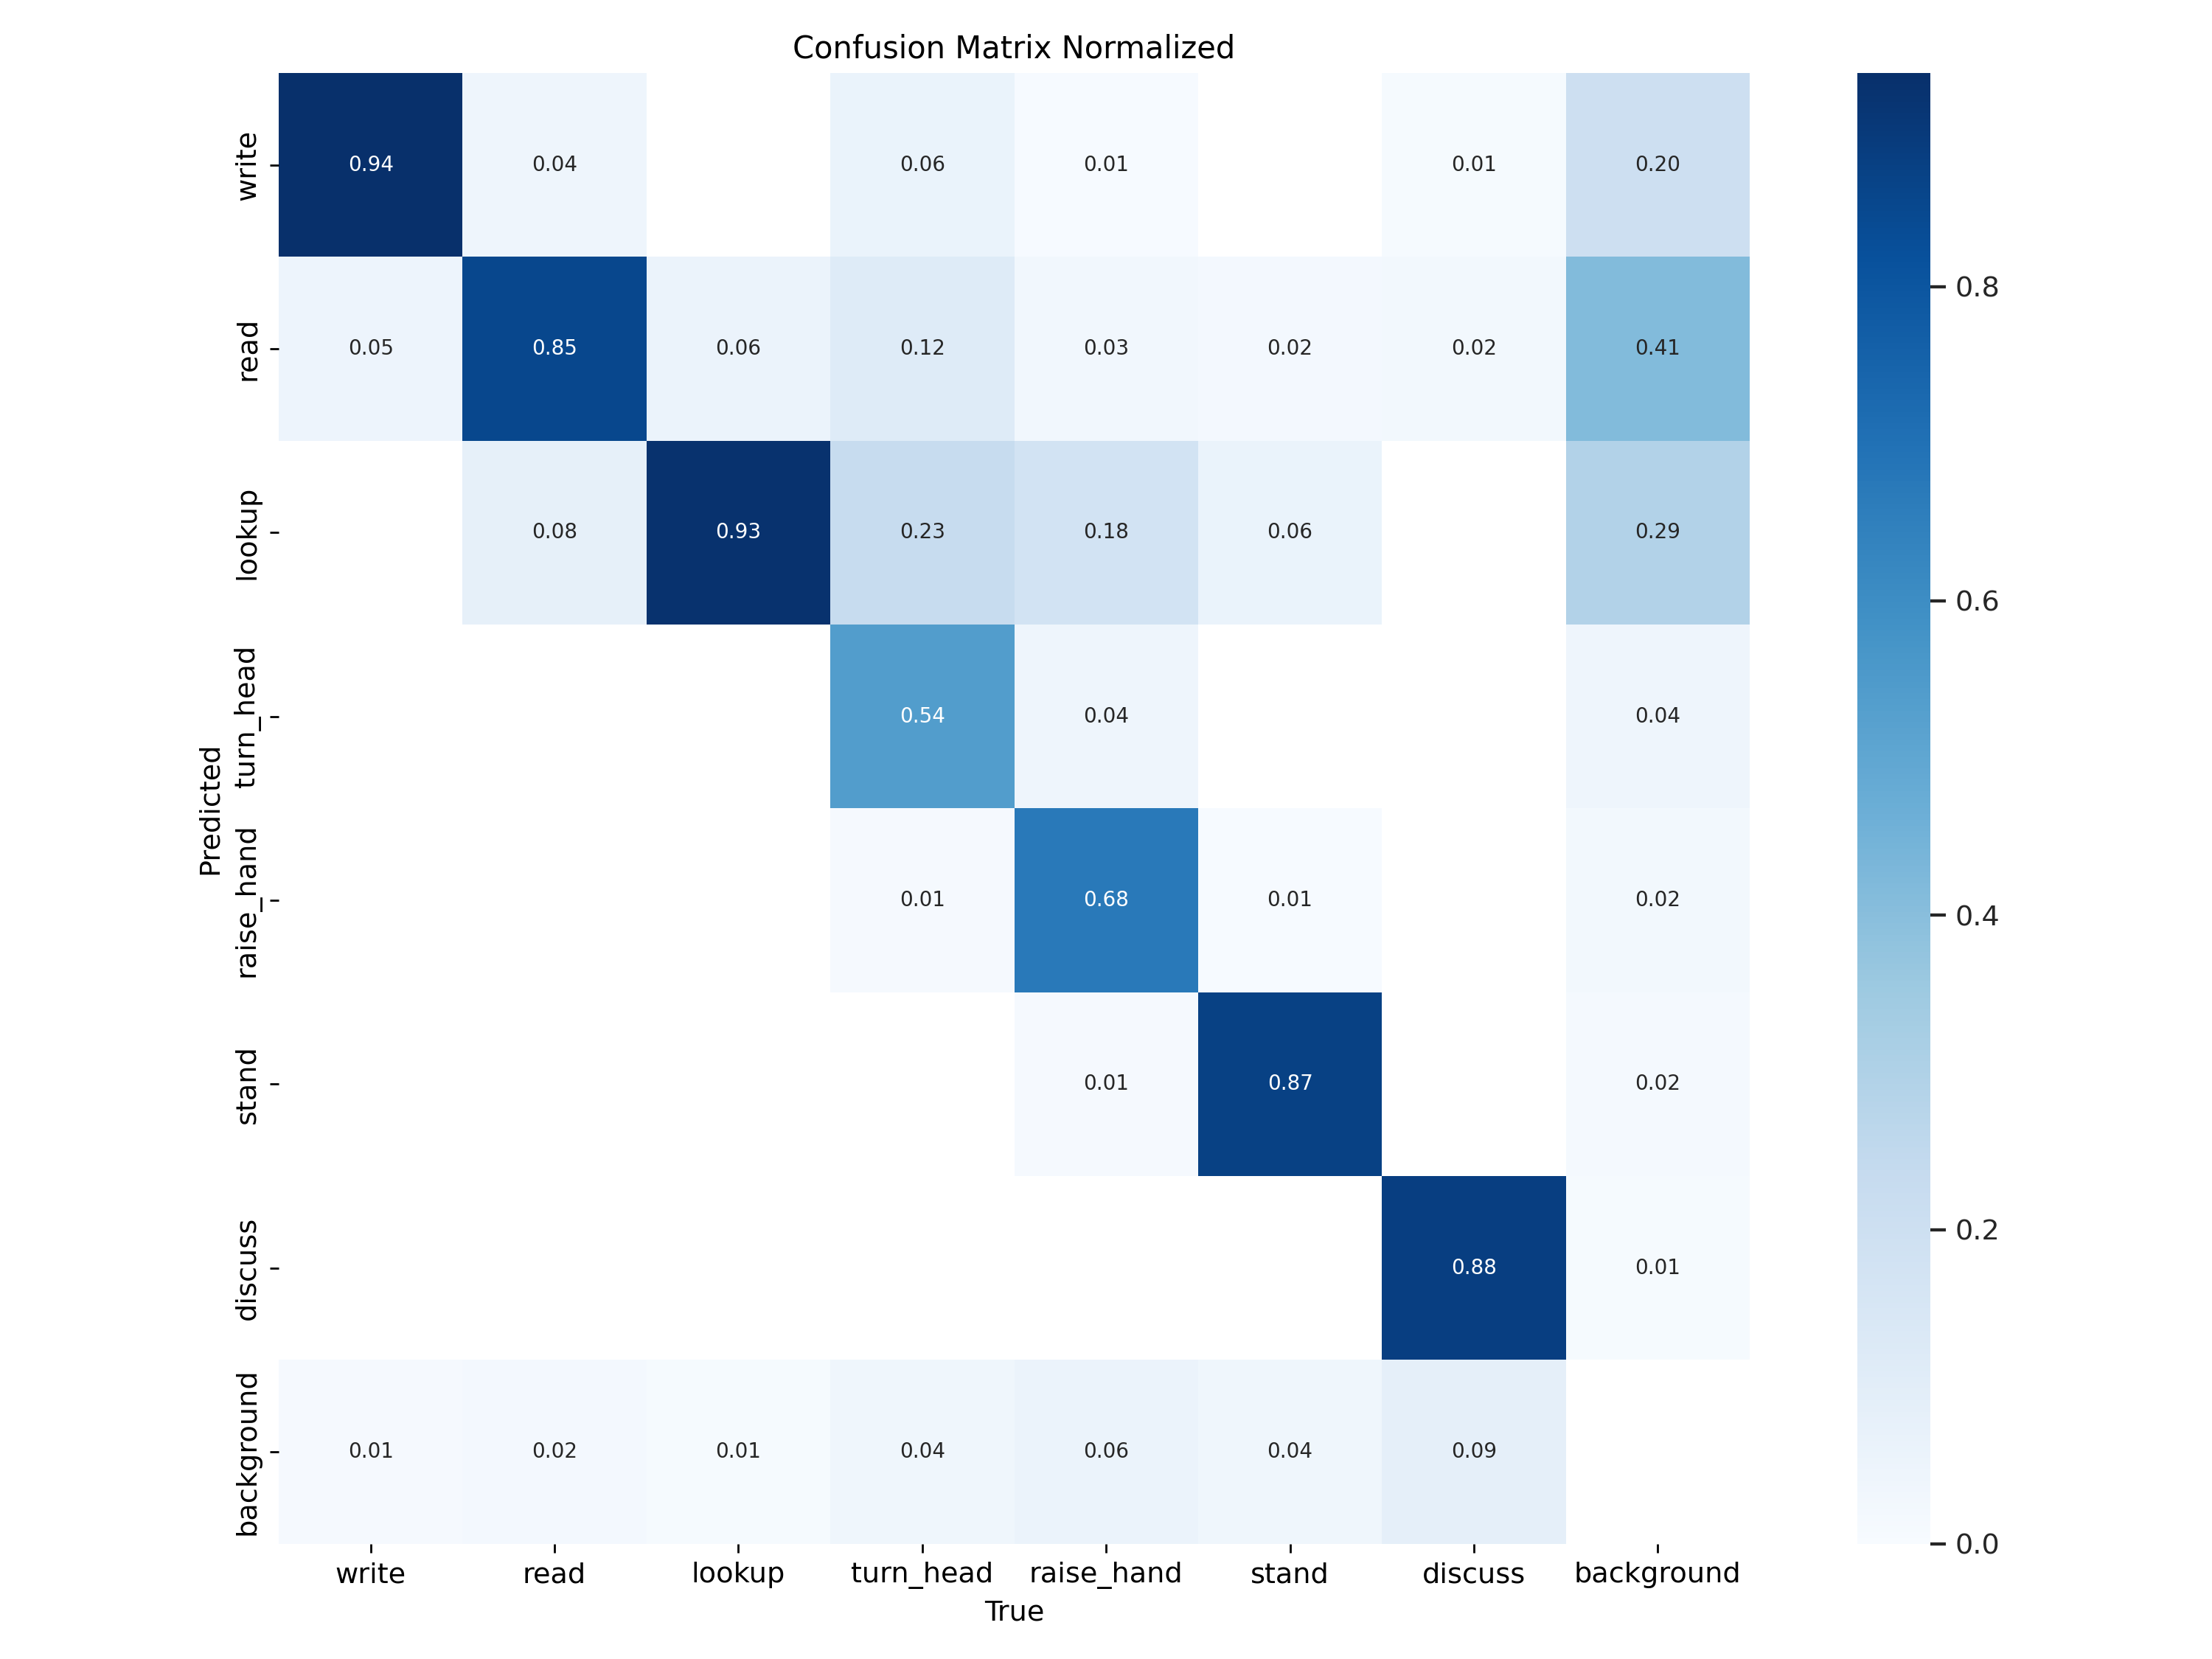 Confusion Matrix Normalized
write 0.94 0.04 0.06 0.01 0.01 0.20
read 0.05 0.85 0.06 0.12 0.03 0.02 0.02 0.41
lookup 0.08 0.93 0.23 0.18 0.06 0.29
turn_head 0.54 0.04 0.04
raise_hand 0.01 0.68 0.01 0.02
stand 0.01 0.87 0.02
discuss 0.88 0.01
background 0.01 0.02 0.01 0.04 0.06 0.04 0.09
Predicted
write read lookup turn_head raise_hand stand discuss background
True
0.8
0.6
0.4
0.2
0.0